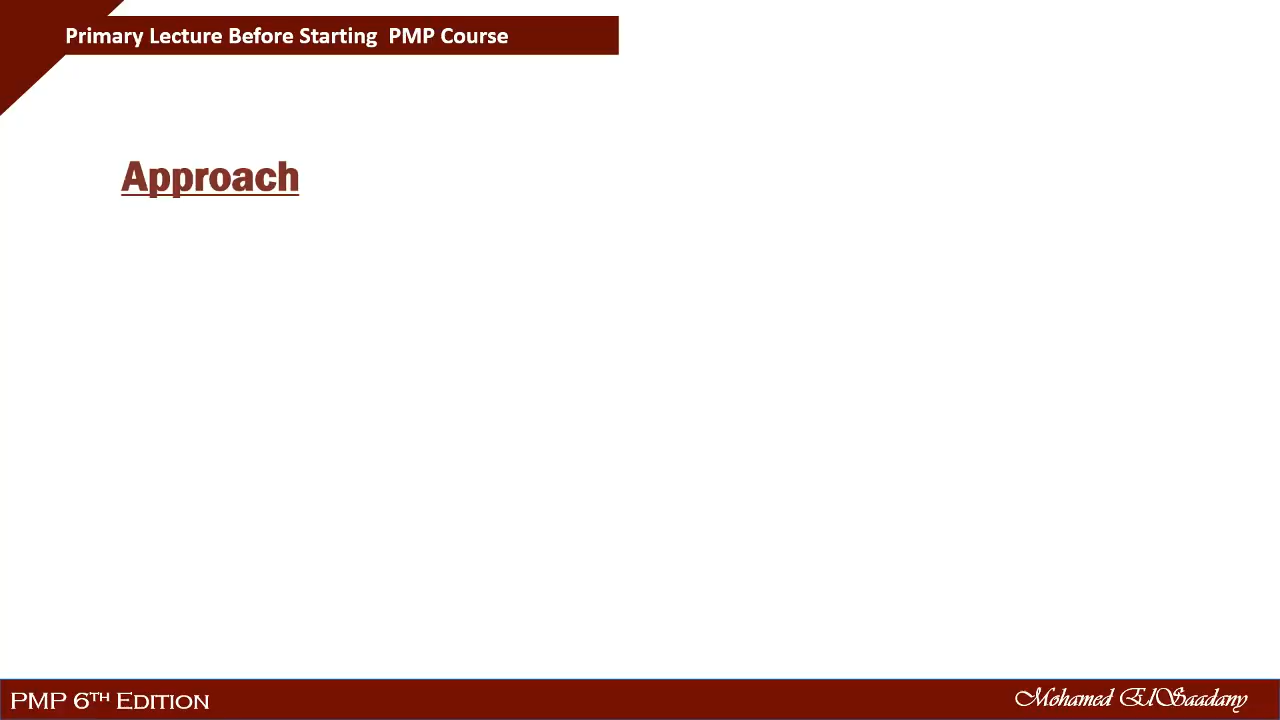 Primary Lecture Before Starting PMP Course
Approach
PMP 6TH Edition
Mohamed ElSaadany